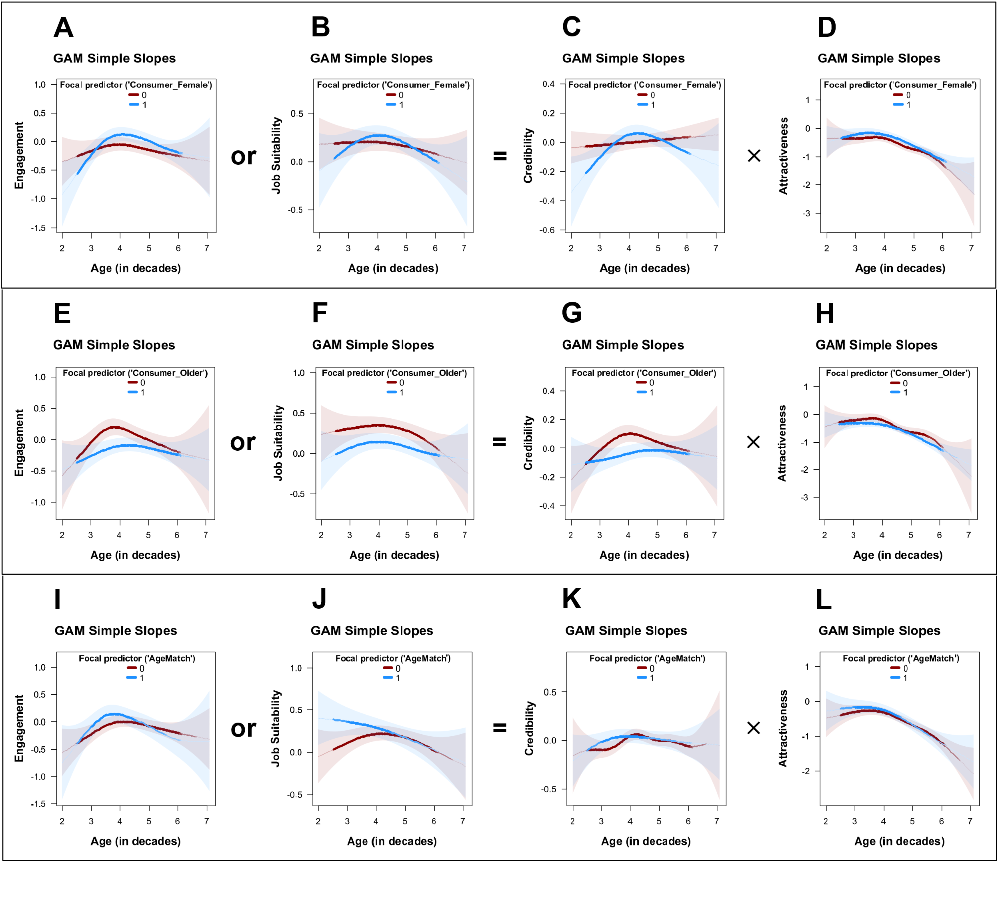 A B C D
GAM Simple Slopes GAM Simple Slopes GAM Simple Slopes GAM Simple Slopes
Focal predictor ('Consumer_Female')
0
1
Engagement
1.0
0.5
0.0
-0.5
-1.0
-1.5
2 3 4 5 6 7
Age (in decades)
or
Focal predictor ('Consumer_Female')
0
1
Job Suitability
0.5
0.0
-0.5
2 3 4 5 6 7
Age (in decades)
=
Focal predictor ('Consumer_Female')
0
1
Credibility
0.4
0.2
0.0
-0.2
-0.4
-0.6
2 3 4 5 6 7
Age (in decades)
×
Focal predictor ('Consumer_Female')
0
1
Attractiveness
1
0
-1
-2
-3
2 3 4 5 6 7
Age (in decades)
E F G H
GAM Simple Slopes GAM Simple Slopes GAM Simple Slopes GAM Simple Slopes
Focal predictor ('Consumer_Older')
0
1
Engagement
1.0
0.5
0.0
-0.5
-1.0
2 3 4 5 6 7
Age (in decades)
or
Focal predictor ('Consumer_Older')
0
1
Job Suitability
1.0
0.5
0.0
-0.5
2 3 4 5 6 7
Age (in decades)
=
Focal predictor ('Consumer_Older')
0
1
Credibility
0.4
0.2
0.0
-0.2
-0.4
2 3 4 5 6 7
Age (in decades)
×
Focal predictor ('Consumer_Older')
0
1
Attractiveness
1
0
-1
-2
-3
2 3 4 5 6 7
Age (in decades)
I J K L
GAM Simple Slopes GAM Simple Slopes GAM Simple Slopes GAM Simple Slopes
Focal predictor ('AgeMatch')
0
1
Engagement
1.0
0.5
0.0
-0.5
-1.0
-1.5
2 3 4 5 6 7
Age (in decades)
or
Focal predictor ('AgeMatch')
0
1
Job Suitability
1.0
0.5
0.0
-0.5
2 3 4 5 6 7
Age (in decades)
=
Focal predictor ('AgeMatch')
0
1
Credibility
0.5
0.0
-0.5
2 3 4 5 6 7
Age (in decades)
×
Focal predictor ('AgeMatch')
0
1
Attractiveness
1
0
-1
-2
2 3 4 5 6 7
Age (in decades)